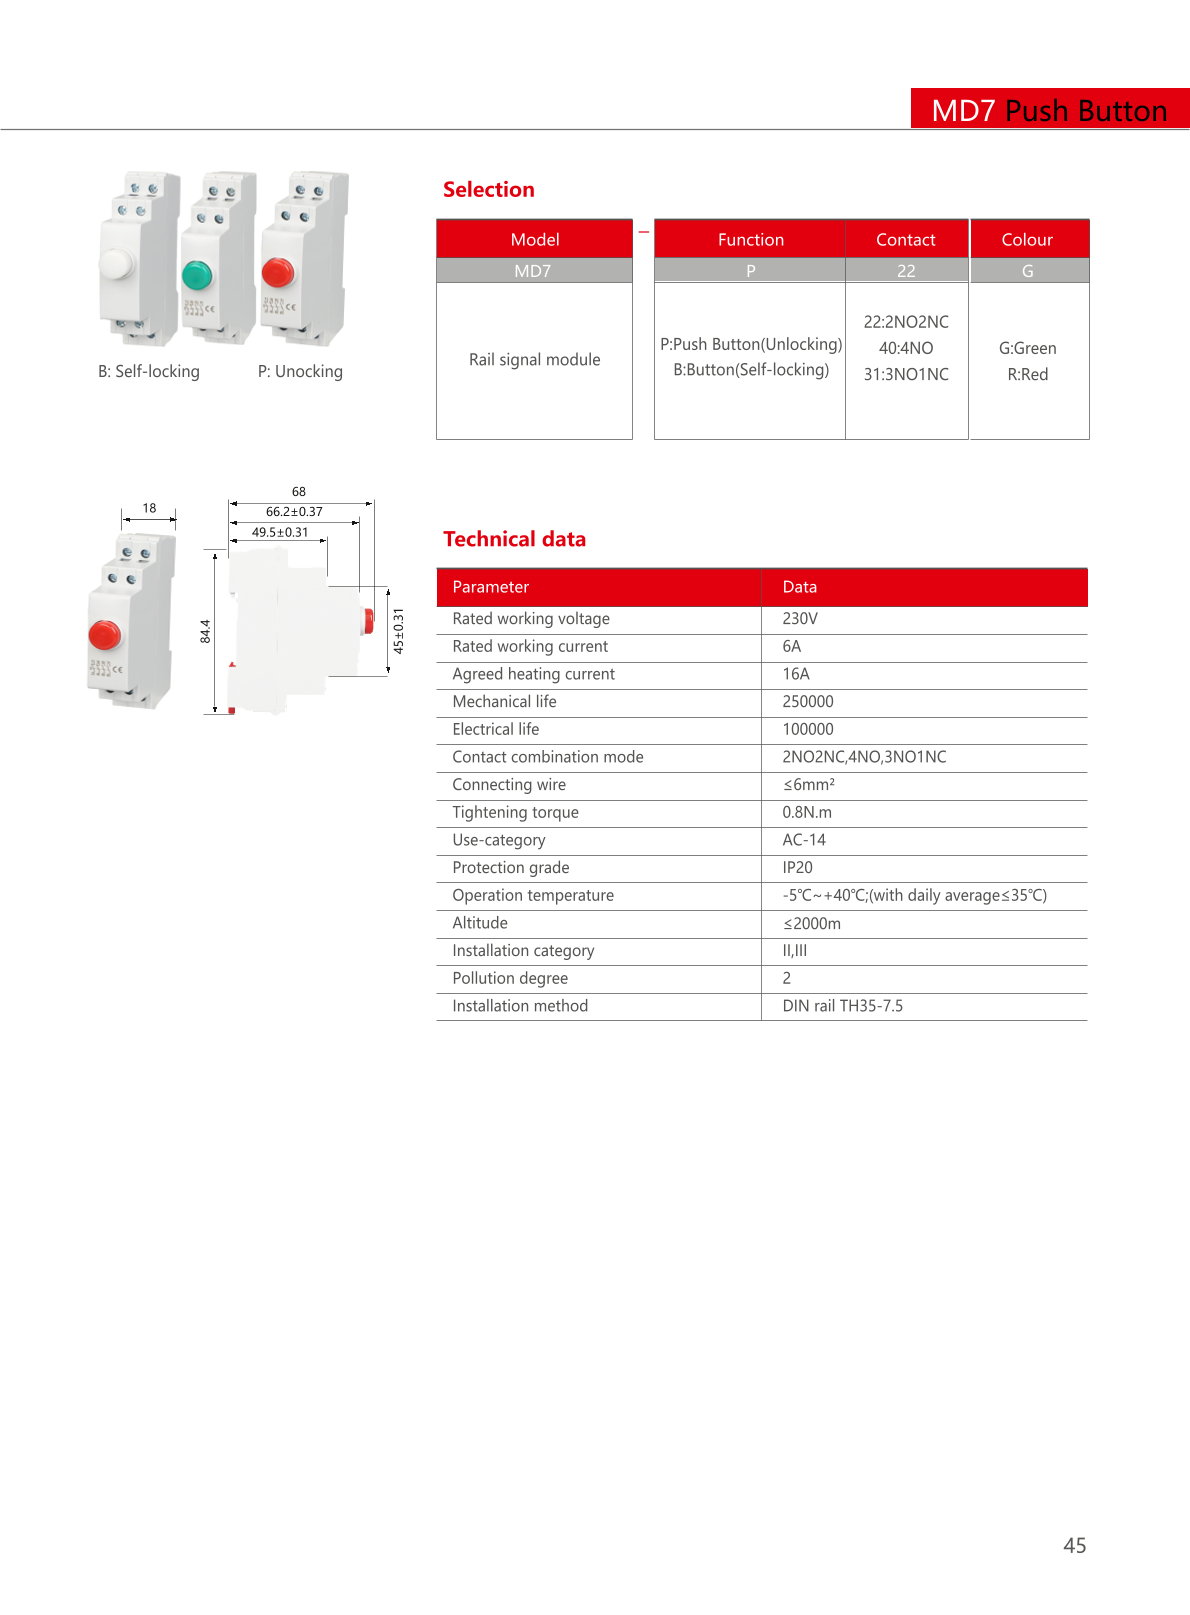 MD7 Push Button
B: Self-locking P: Unocking
Selection
Model – Function Contact Colour
MD7 P 22 G
Rail signal module
P:Push Button(Unlocking)
B:Button(Self-locking)
22:2NO2NC
40:4NO
31:3NO1NC
G:Green
R:Red
18
68
66.2±0.37
49.5±0.31
84.4
45±0.31
Technical data
Parameter Data
Rated working voltage 230V
Rated working current 6A
Agreed heating current 16A
Mechanical life 250000
Electrical life 100000
Contact combination mode 2NO2NC,4NO,3NO1NC
Connecting wire ≤6mm²
Tightening torque 0.8N.m
Use-category AC-14
Protection grade IP20
Operation temperature -5℃~+40℃;(with daily average≤35℃)
Altitude ≤2000m
Installation category II,III
Pollution degree 2
Installation method DIN rail TH35-7.5
45